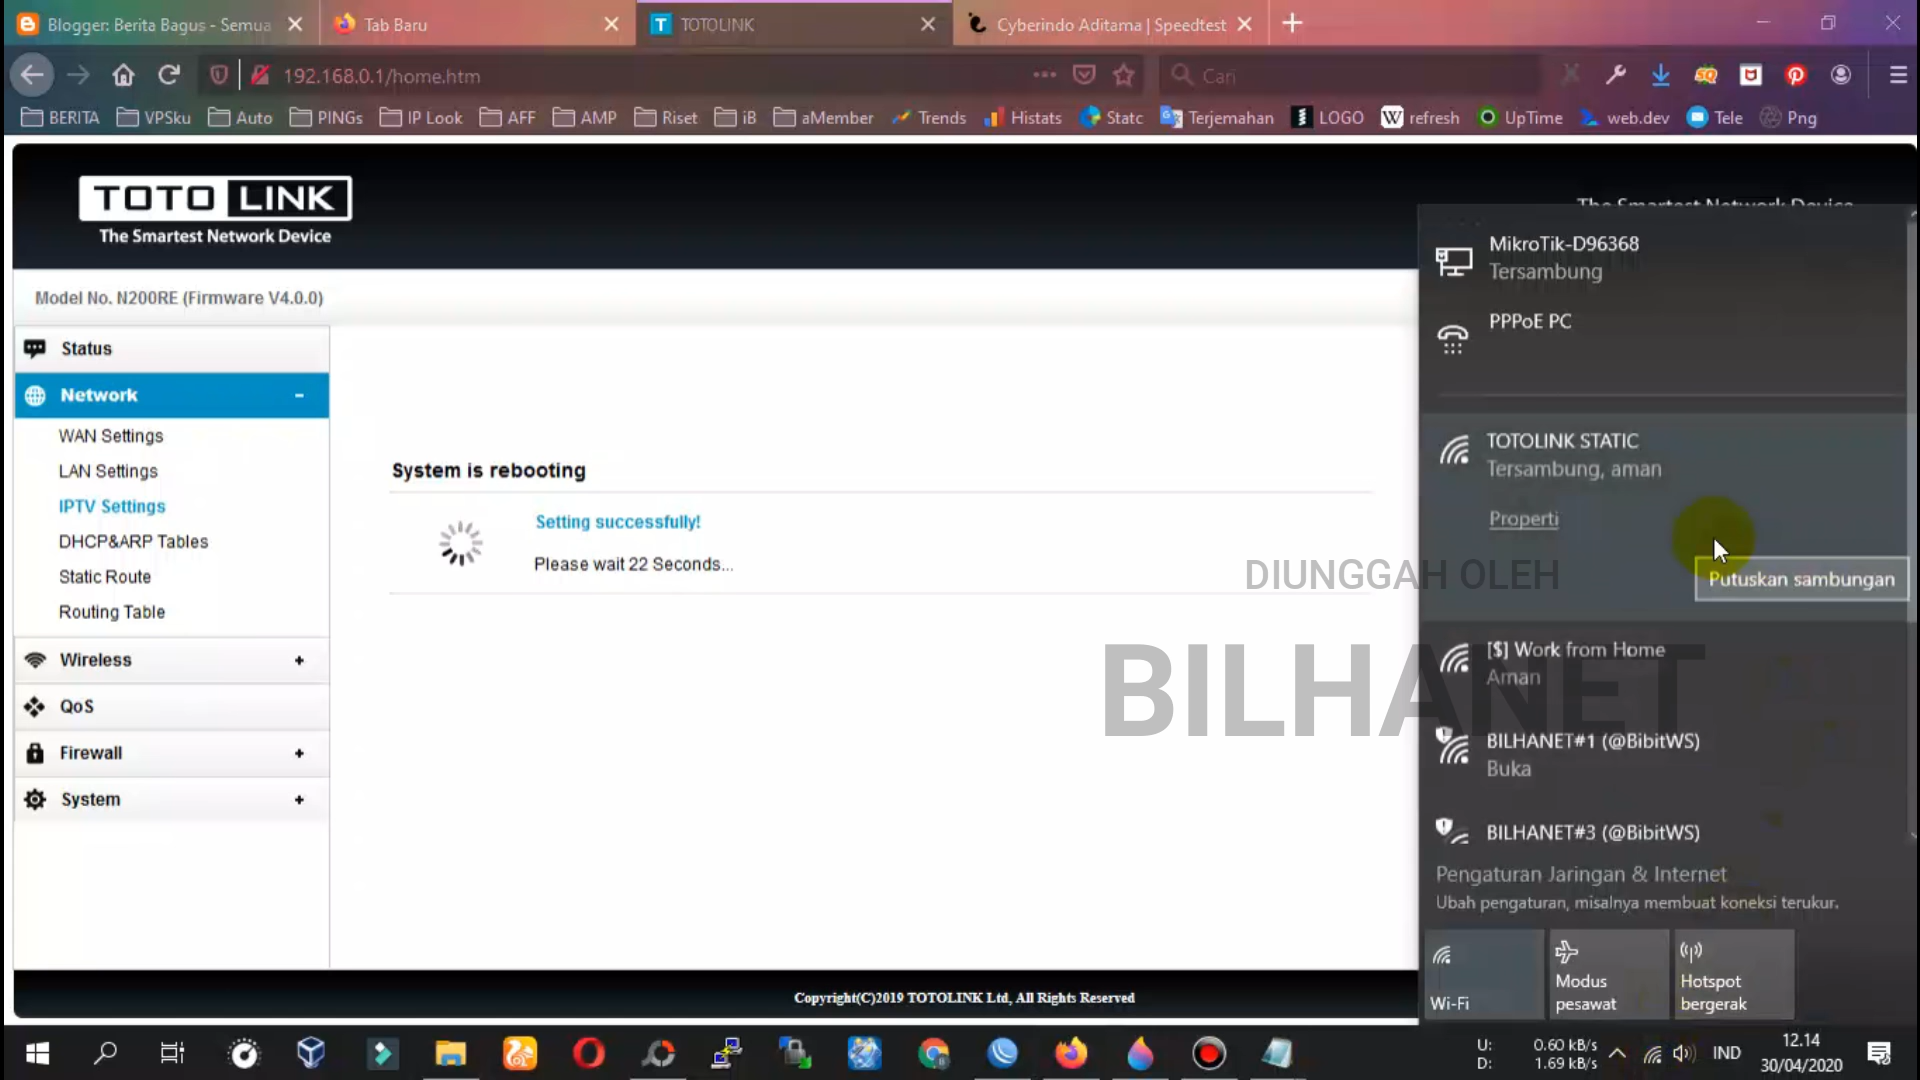 Blogger: Berita Bagus - Semua
Tab Baru
TOTOLINK
Cyberindo Aditama | Speedtest
192.168.0.1/home.htm
Cari
BERITA
VPSku
Auto
PINGs
IP Look
AFF
AMP
Riset
iB
aMember
Trends
Histats
Statc
Terjemahan
LOGO
refresh
UpTime
web.dev
Tele
Png
TOTO LINK
The Smartest Network Device
The Smartest Network Device
Model No. N200RE (Firmware V4.0.0)
Status
Network
WAN Settings
LAN Settings
IPTV Settings
DHCP&ARP Tables
Static Route
Routing Table
Wireless
QoS
Firewall
System
System is rebooting
Setting successfully!
Please wait 22 Seconds...
MikroTik-D96368
Tersambung
PPPoE PC
TOTOLINK STATIC
Tersambung, aman
Properti
Putuskan sambungan
[$] Work from Home
Aman
BILHANET#1 (@BibitWS)
Buka
BILHANET#3 (@BibitWS)
Pengaturan Jaringan & Internet
Ubah pengaturan, misalnya membuat koneksi terukur.
Wi-Fi
Modus
pesawat
Hotspot
bergerak
DIUNGGAH OLEH
BILHANET
Copyright(C)2019 TOTOLINK Ltd, All Rights Reserved
U: 0.60 kB/s
D: 1.69 kB/s
IND
12.14
30/04/2020